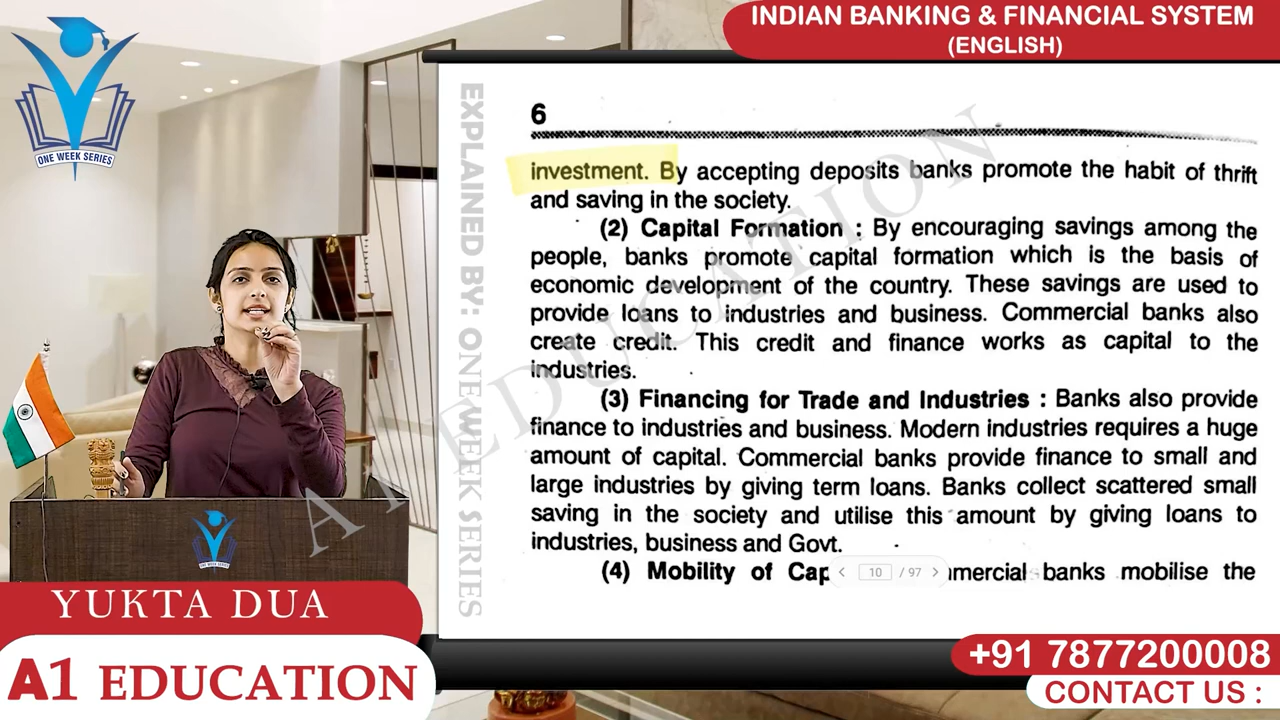 INDIAN BANKING & FINANCIAL SYSTEM
(ENGLISH)
ONE WEEK SERIES
EXPLAINED BY: ONE WEEK SERIES
A1 EDUCATION
6
investment. By accepting deposits banks promote the habit of thrift
and saving in the society.
(2) Capital Formation : By encouraging savings among the
people, banks promote capital formation which is the basis of
economic development of the country. These savings are used to
provide loans to industries and business. Commercial banks also
create credit. This credit and finance works as capital to the
industries.
(3) Financing for Trade and Industries : Banks also provide
finance to industries and business. Modern industries requires a huge
amount of capital. Commercial banks provide finance to small and
large industries by giving term loans. Banks collect scattered small
saving in the society and utilise this amount by giving loans to
industries, business and Govt.
(4) Mobility of Cap mmercial banks mobilise the
10 / 97
ONE WEEK SERIES
YUKTA DUA
A1 EDUCATION
+91 7877200008
CONTACT US :